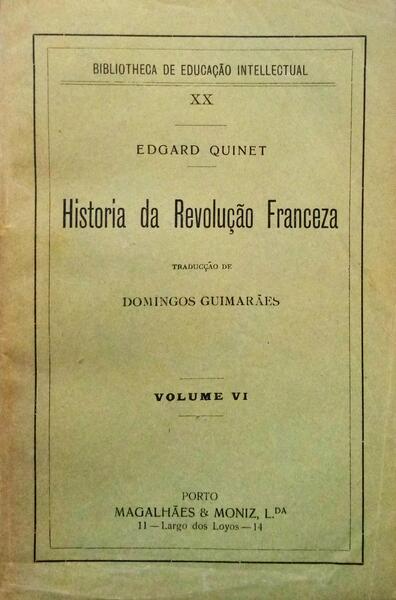 BIBLIOTHECA DE EDUCAÇÃO INTELLECTUAL
XX
EDGARD QUINET
Historia da Revolução Franceza
TRADUCÇÃO DE
DOMINGOS GUIMARÃES
VOLUME VI
PORTO
MAGALHÃES & MONIZ, L.DA
11—Largo dos Loyos—14